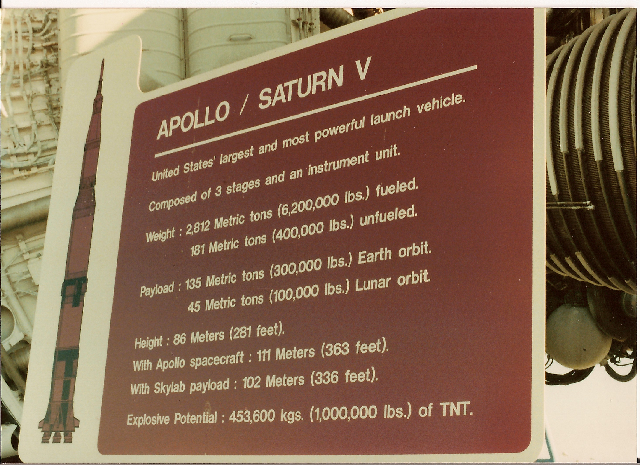 APOLLO / SATURN V
United States' largest and most powerful launch vehicle.
Composed of 3 stages and an instrument unit.
Weight : 2,812 Metric tons (6,200,000 lbs.) fueled.
181 Metric tons (400,000 lbs.) unfueled.
Payload : 135 Metric tons (300,000 lbs.) Earth orbit.
45 Metric tons (100,000 lbs.) Lunar orbit
Height : 86 Meters (281 feet).
With Apollo spacecraft : 111 Meters (363 feet).
With Skylab payload : 102 Meters (336 feet).
Explosive Potential : 453,600 kgs. (1,000,000 lbs.) of TNT.